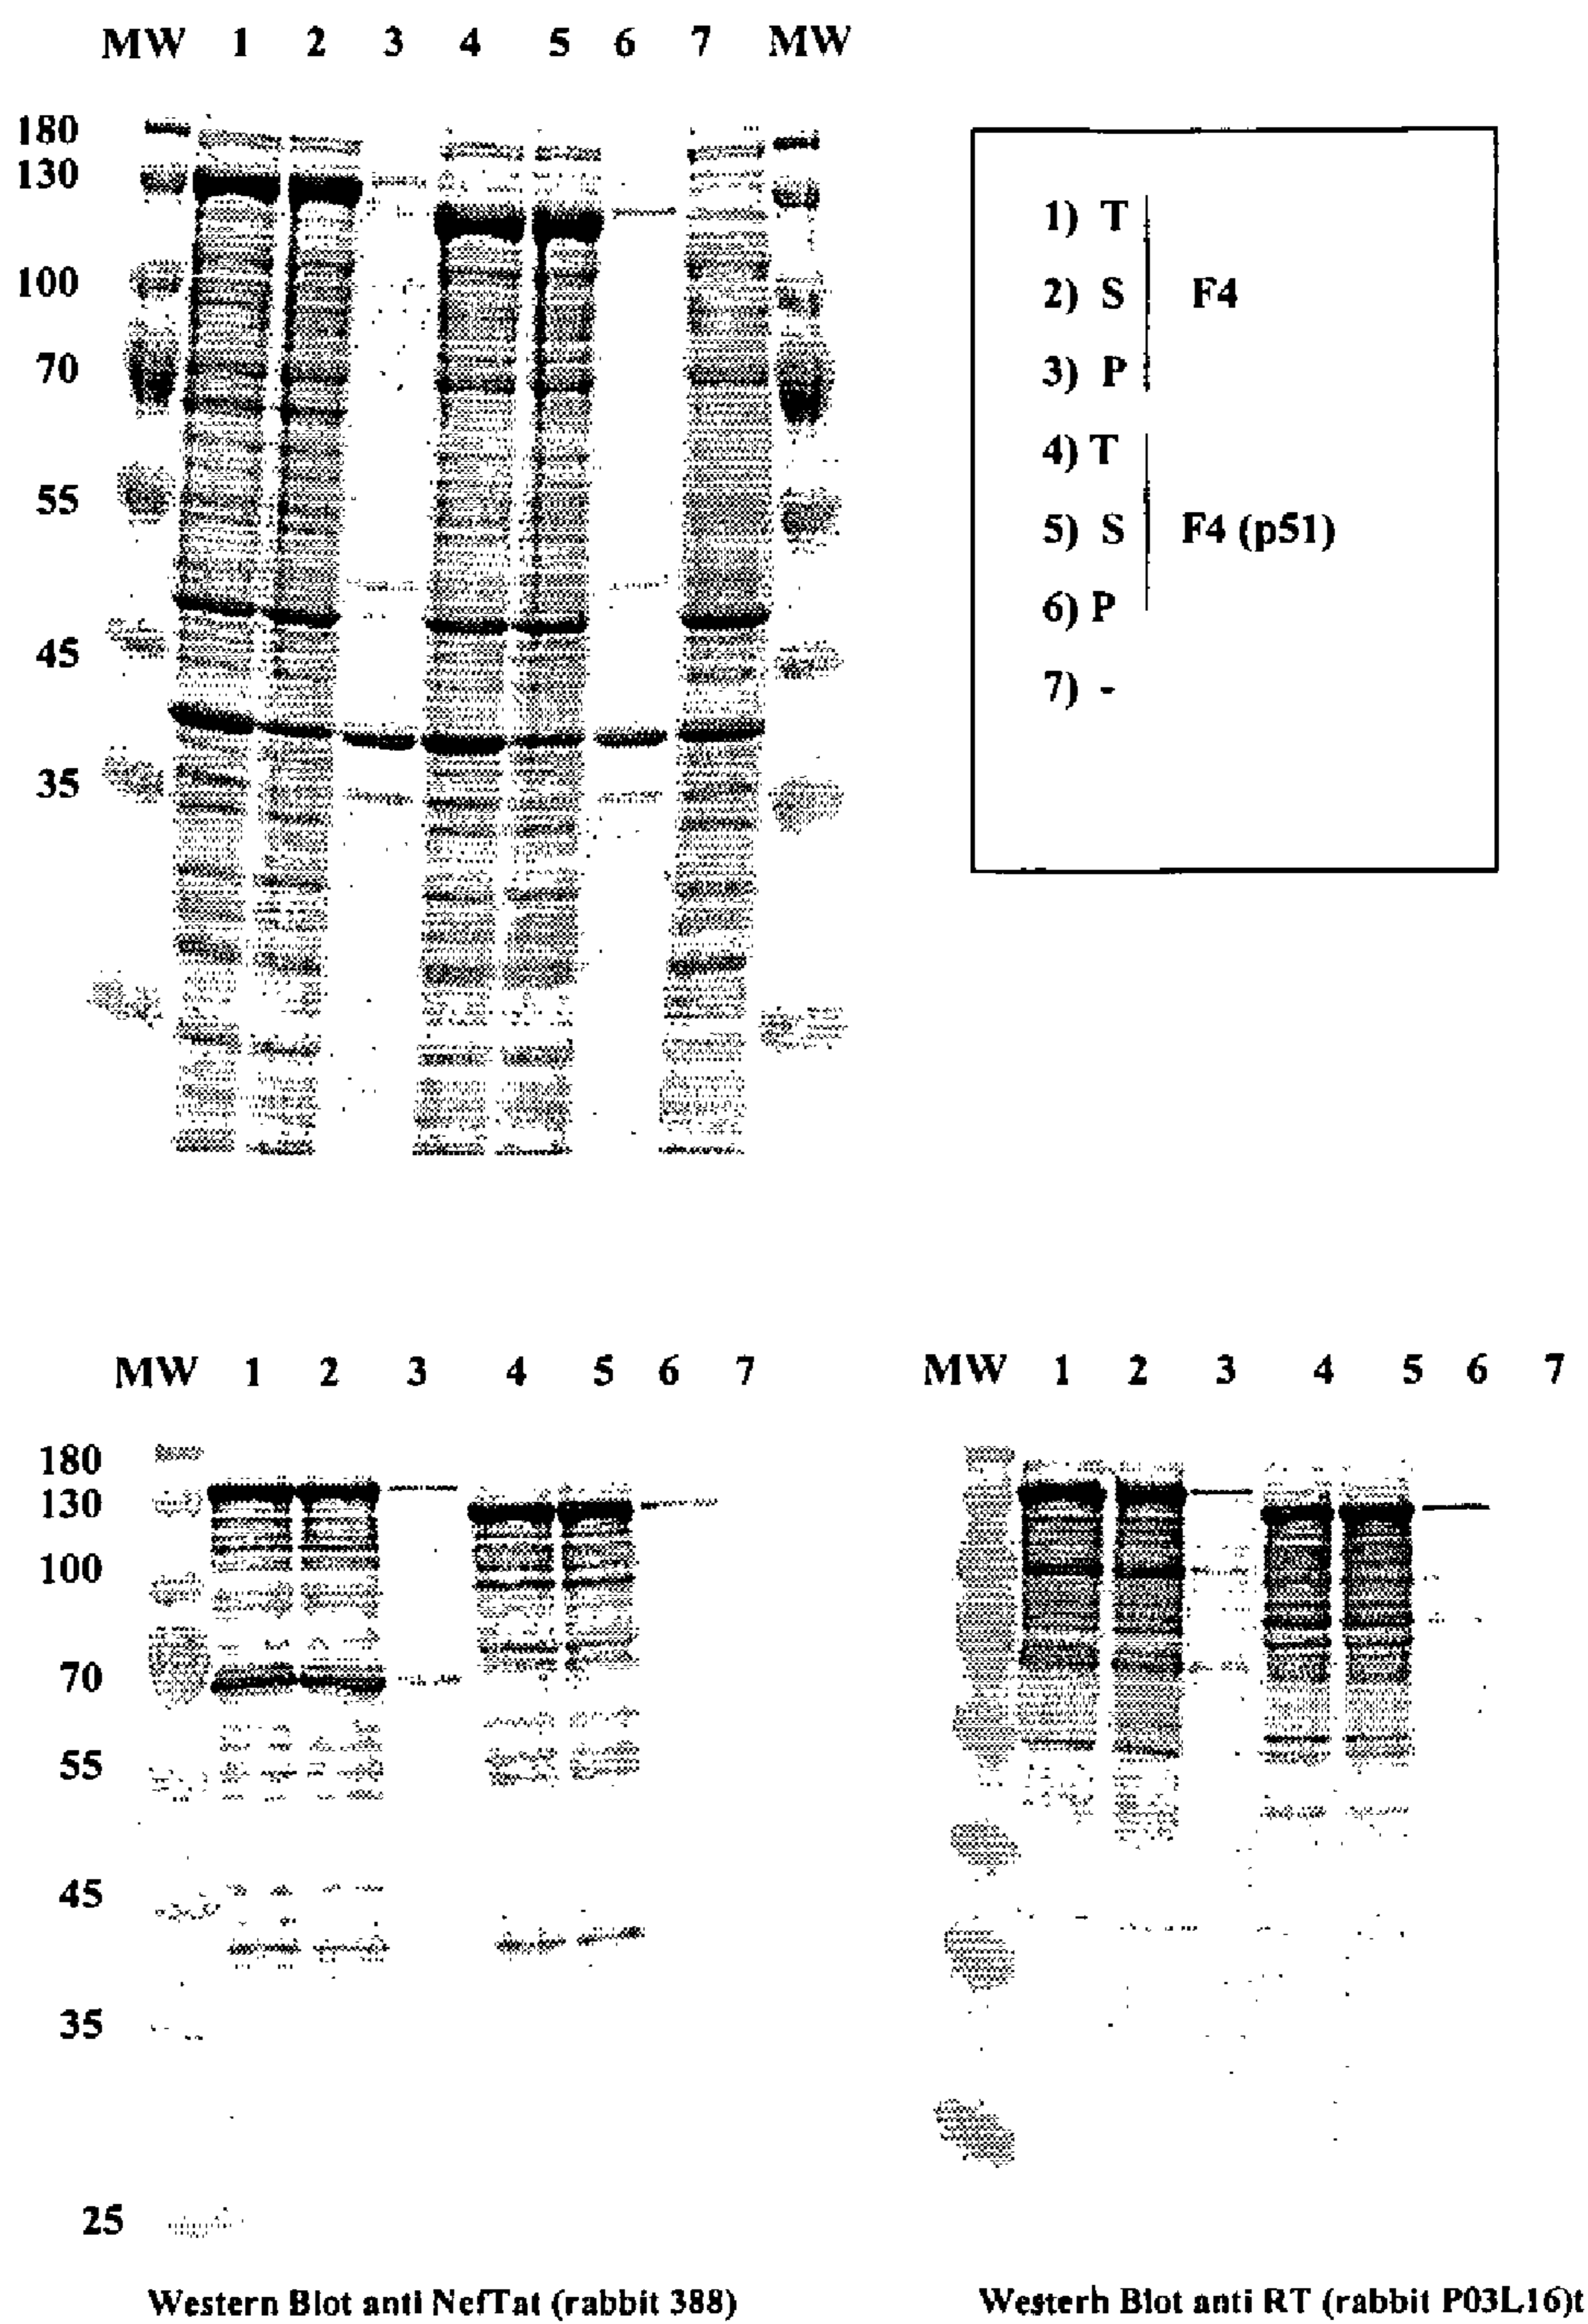 MW 1 2 3 4 5 6 7 MW
180
130
100
70
55
45
35
1) T
2) S F4
3) P
4) T
5) S F4 (p51)
6) P
7) -
MW 1 2 3 4 5 6 7
180
130
100
70
55
45
35
25
Western Blot anti NefTat (rabbit 388)
MW 1 2 3 4 5 6 7
Westerh Blot anti RT (rabbit P03L16)t